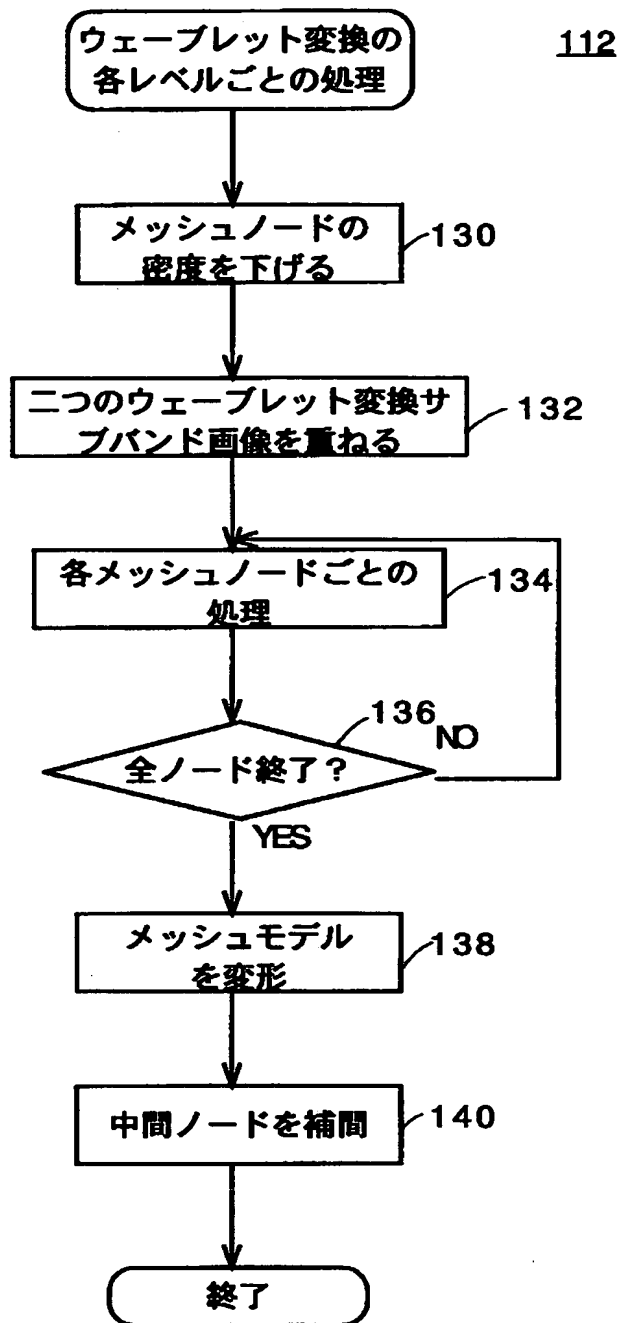 ウェーブレット変換の
各レベルごとの処理
112
メッシュノードの
密度を下げる
130
二つのウェーブレット変換サ
ブバンド画像を重ねる
132
各メッシュノードごとの
処理
134
136
全ノード終了？
NO
YES
メッシュモデル
を変形
138
中間ノードを補間
140
終了